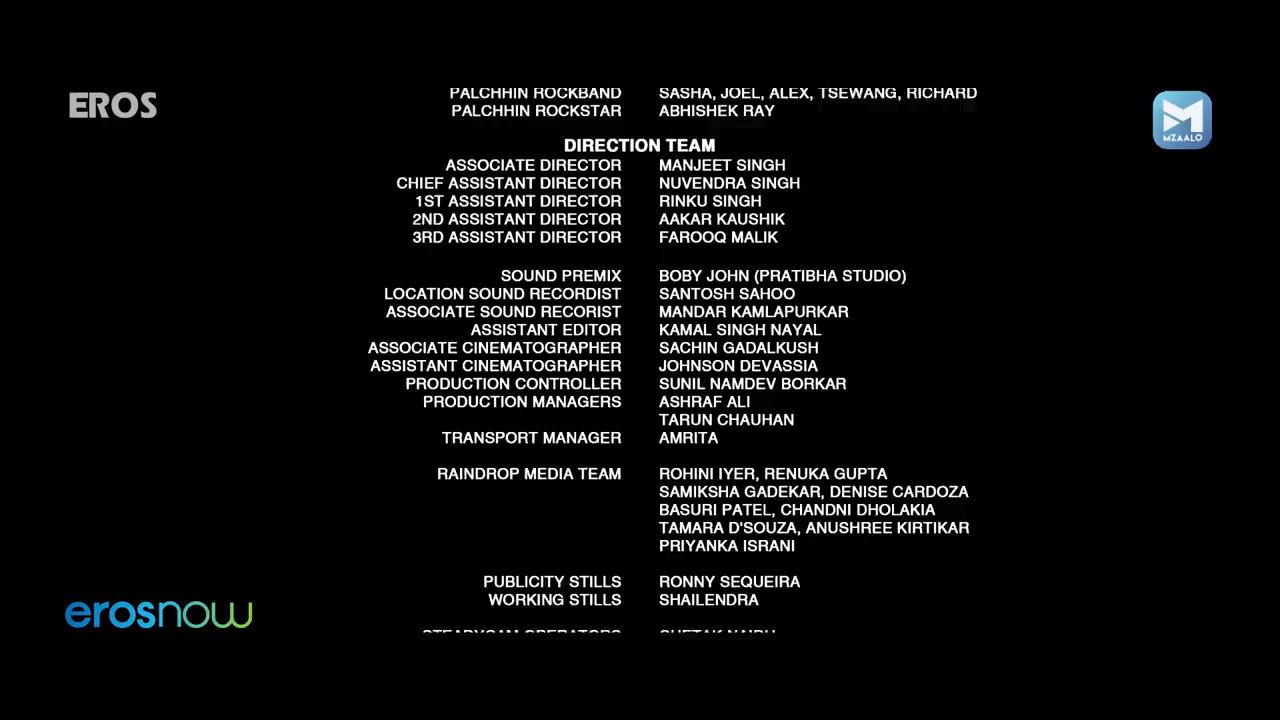 PALCHHIN ROCKBAND SASHA, JOEL, ALEX, TSEWANG, RICHARD
EROS
MZAALO
PALCHHIN ROCKSTAR ABHISHEK RAY
DIRECTION TEAM
ASSOCIATE DIRECTOR MANJEET SINGH
CHIEF ASSISTANT DIRECTOR NUVENDRA SINGH
1ST ASSISTANT DIRECTOR RINKU SINGH
2ND ASSISTANT DIRECTOR AAKAR KAUSHIK
3RD ASSISTANT DIRECTOR FAROOQ MALIK
SOUND PREMIX BOBY JOHN (PRATIBHA STUDIO)
LOCATION SOUND RECORDIST SANTOSH SAHOO
ASSOCIATE SOUND RECORIST MANDAR KAMLAPURKAR
ASSISTANT EDITOR KAMAL SINGH NAYAL
ASSOCIATE CINEMATOGRAPHER SACHIN GADALKUSH
ASSISTANT CINEMATOGRAPHER JOHNSON DEVASSIA
PRODUCTION CONTROLLER SUNIL NAMDEV BORKAR
PRODUCTION MANAGERS ASHRAF ALI
TARUN CHAUHAN
TRANSPORT MANAGER AMRITA
RAINDROP MEDIA TEAM ROHINI IYER, RENUKA GUPTA
SAMIKSHA GADEKAR, DENISE CARDOZA
BASURI PATEL, CHANDNI DHOLAKIA
TAMARA D'SOUZA, ANUSHREE KIRTIKAR
PRIYANKA ISRANI
PUBLICITY STILLS RONNY SEQUEIRA
WORKING STILLS SHAILENDRA
erosnow